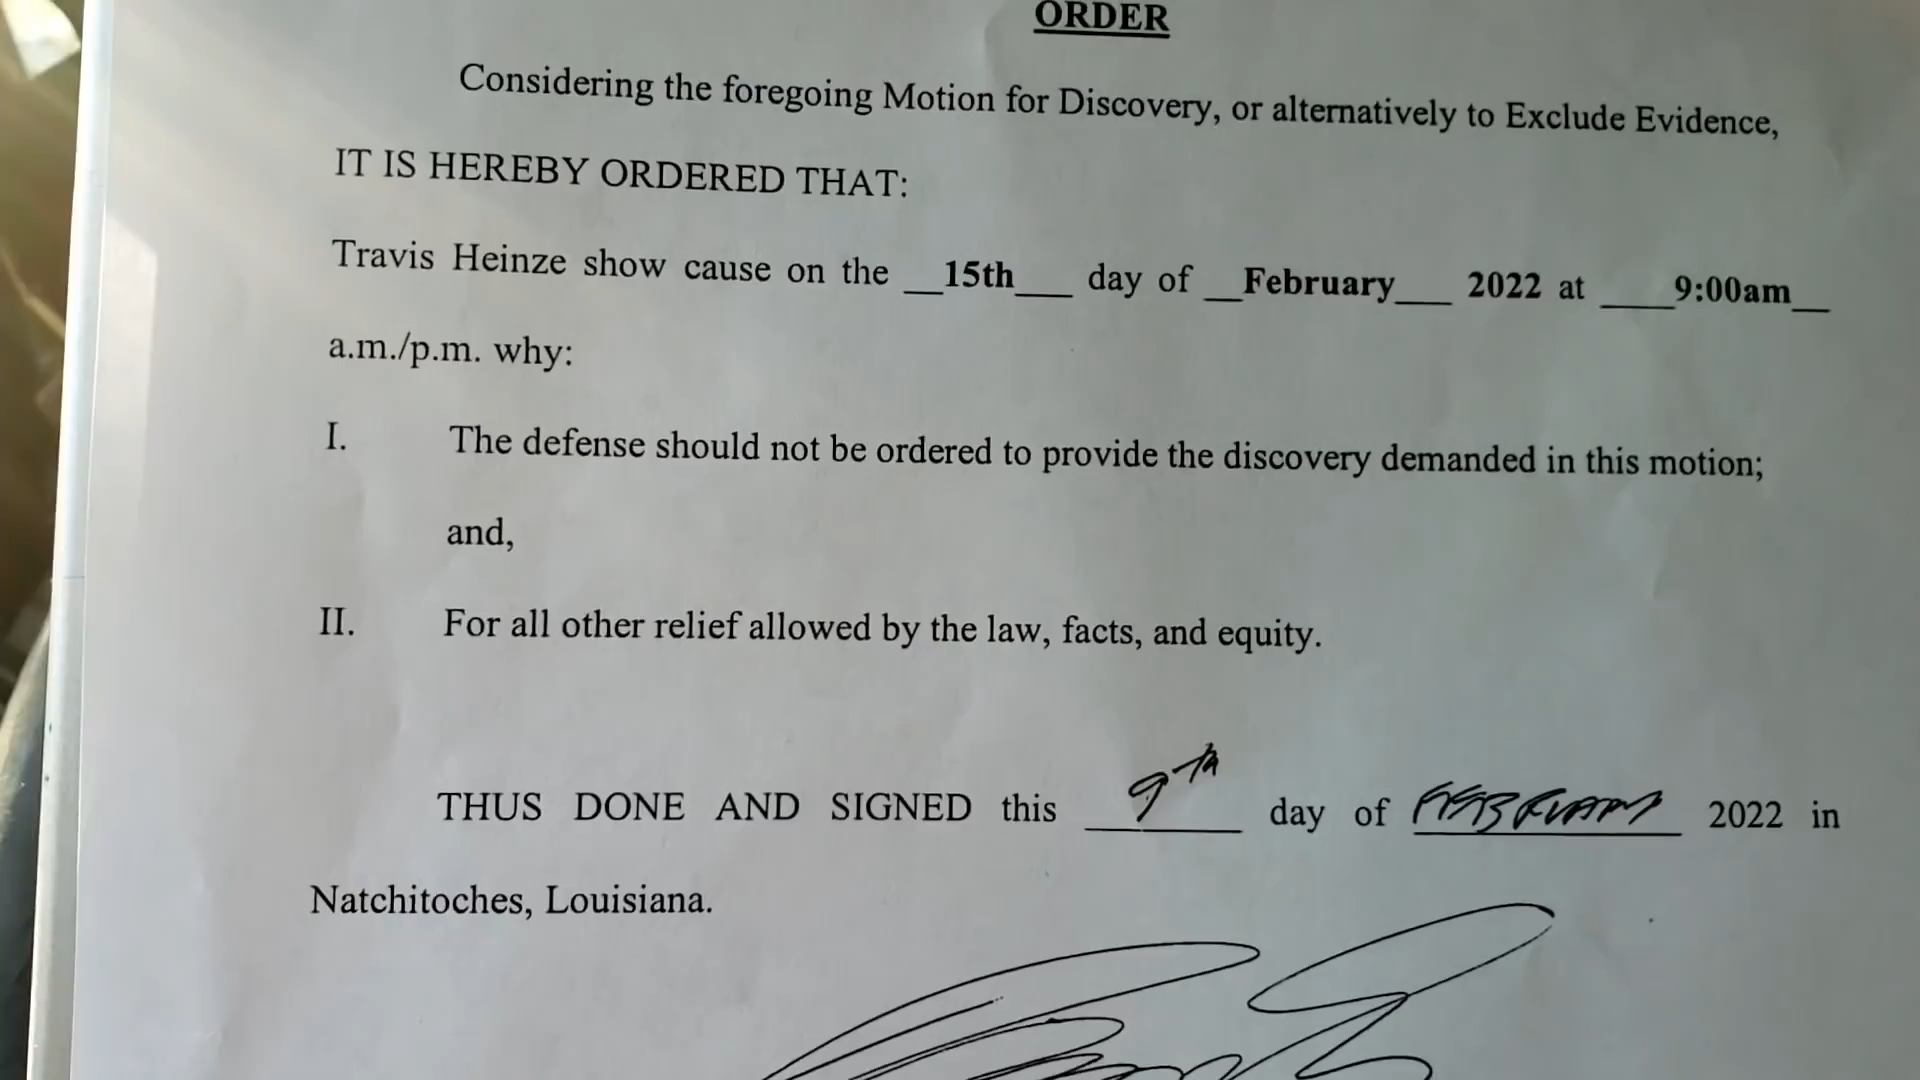 ORDER
Considering the foregoing Motion for Discovery, or alternatively to Exclude Evidence,
IT IS HEREBY ORDERED THAT:
Travis Heinze show cause on the __15th___ day of __February___ 2022 at ____9:00am__
a.m./p.m. why:
I. The defense should not be ordered to provide the discovery demanded in this motion;
and,
II. For all other relief allowed by the law, facts, and equity.
THUS DONE AND SIGNED this 9th day of FEBRUARY 2022 in
Natchitoches, Louisiana.